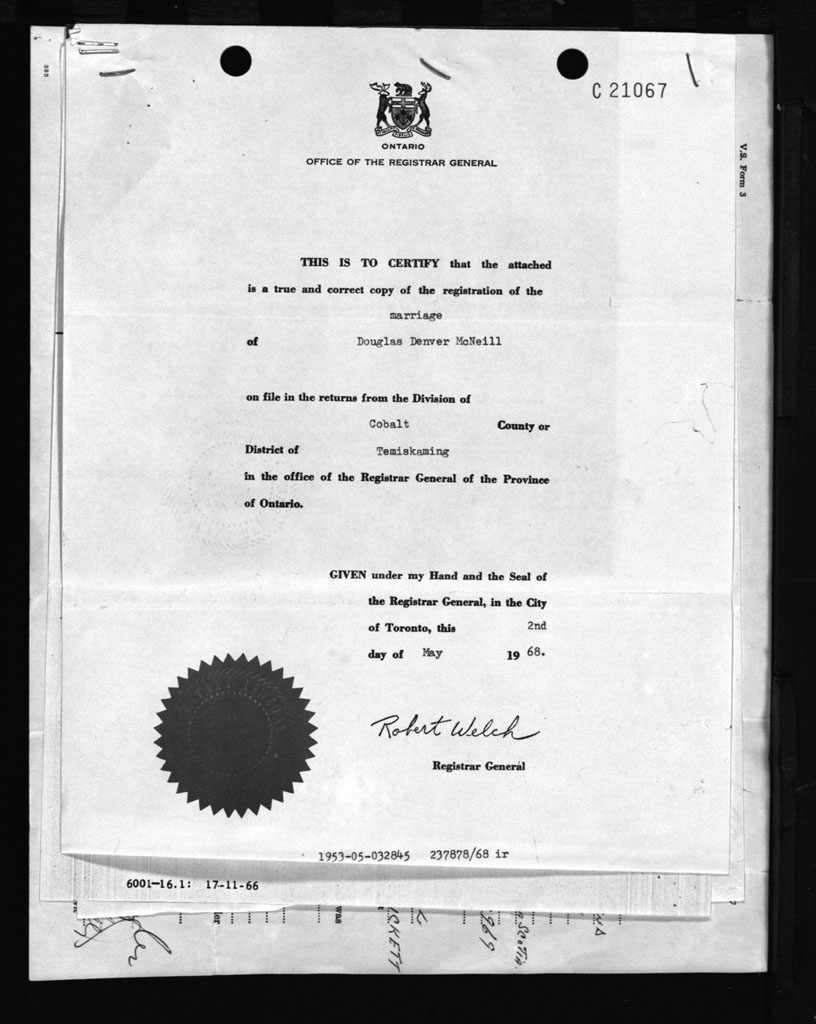 C 21067
ONTARIO
OFFICE OF THE REGISTRAR GENERAL
V.S. Form 3
THIS IS TO CERTIFY that the attached
is a true and correct copy of the registration of the
marriage
of Douglas Denver McNeill
on file in the returns from the Division of
Cobalt County or
District of Temiskaming
in the office of the Registrar General of the Province
of Ontario.
GIVEN under my Hand and the Seal of
the Registrar General, in the City
of Toronto, this 2nd
day of May 19 68.
Robert Welch
Registrar General
1953-05-032845 237878/68 ir
6001-16.1: 17-11-66
was